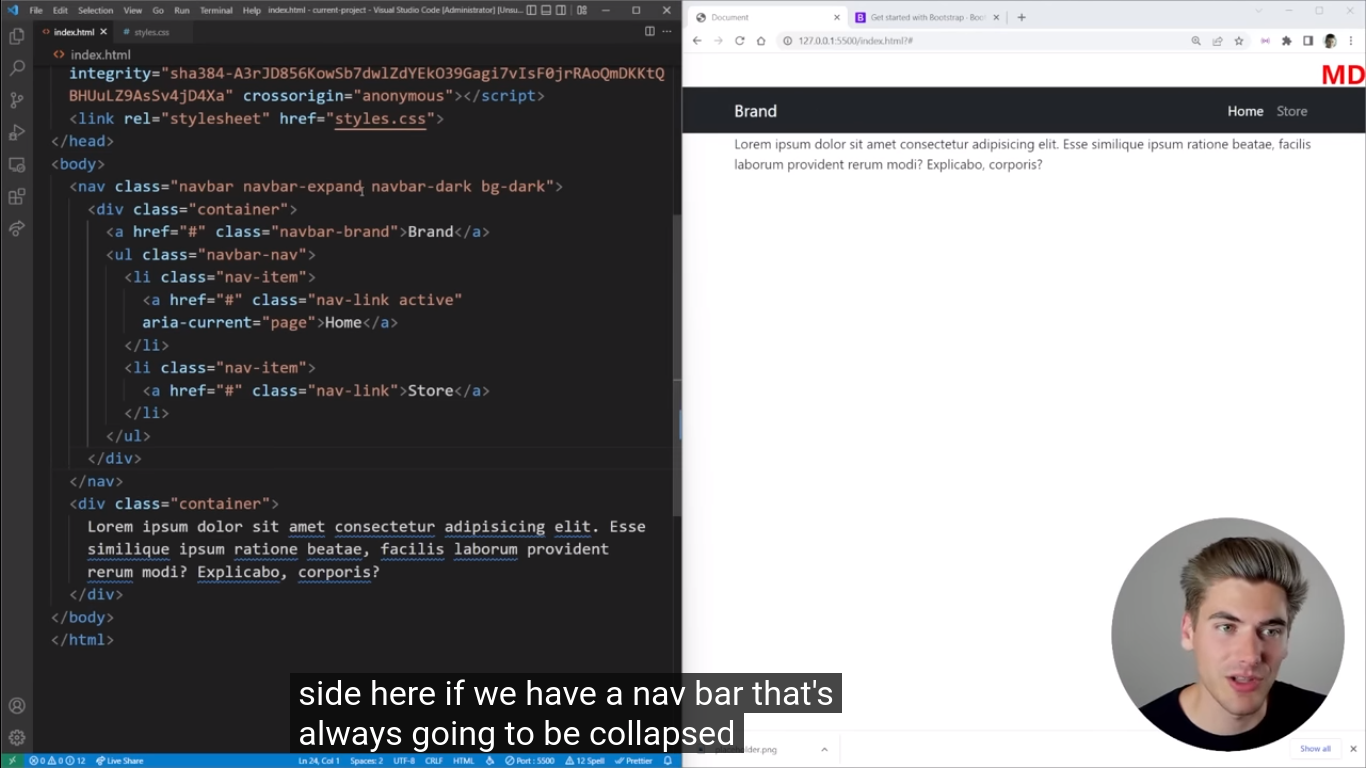 File Edit Selection View Go Run Terminal Help index.html - current-project - Visual Studio Code [Administrator] [Unsu...
index.html styles.css
index.html
integrity="sha384-A3rJD856KowSb7dwlZdYEkO39Gagi7vIsF0jrRAoQmDKKtQ
BHUuLZ9AsSv4jD4Xa" crossorigin="anonymous"></script>
<link rel="stylesheet" href="styles.css">
</head>
<body>
<nav class="navbar navbar-expand navbar-dark bg-dark">
<div class="container">
<a href="#" class="navbar-brand">Brand</a>
<ul class="navbar-nav">
<li class="nav-item">
<a href="#" class="nav-link active"
aria-current="page">Home</a>
</li>
<li class="nav-item">
<a href="#" class="nav-link">Store</a>
</li>
</ul>
</div>
</nav>
<div class="container">
Lorem ipsum dolor sit amet consectetur adipisicing elit. Esse
similique ipsum ratione beatae, facilis laborum provident
rerum modi? Explicabo, corporis?
</div>
</body>
</html>
0 0 12 Live Share Ln 24, Col 1 Spaces: 2 UTF-8 CRLF HTML Port : 5500 12 Spell Prettier
Document Get started with Bootstrap · Boo
127.0.0.1:5500/index.html?#
MD
Brand Home Store
Lorem ipsum dolor sit amet consectetur adipisicing elit. Esse similique ipsum ratione beatae, facilis
laborum provident rerum modi? Explicabo, corporis?
side here if we have a nav bar that's
always going to be collapsed
Show all